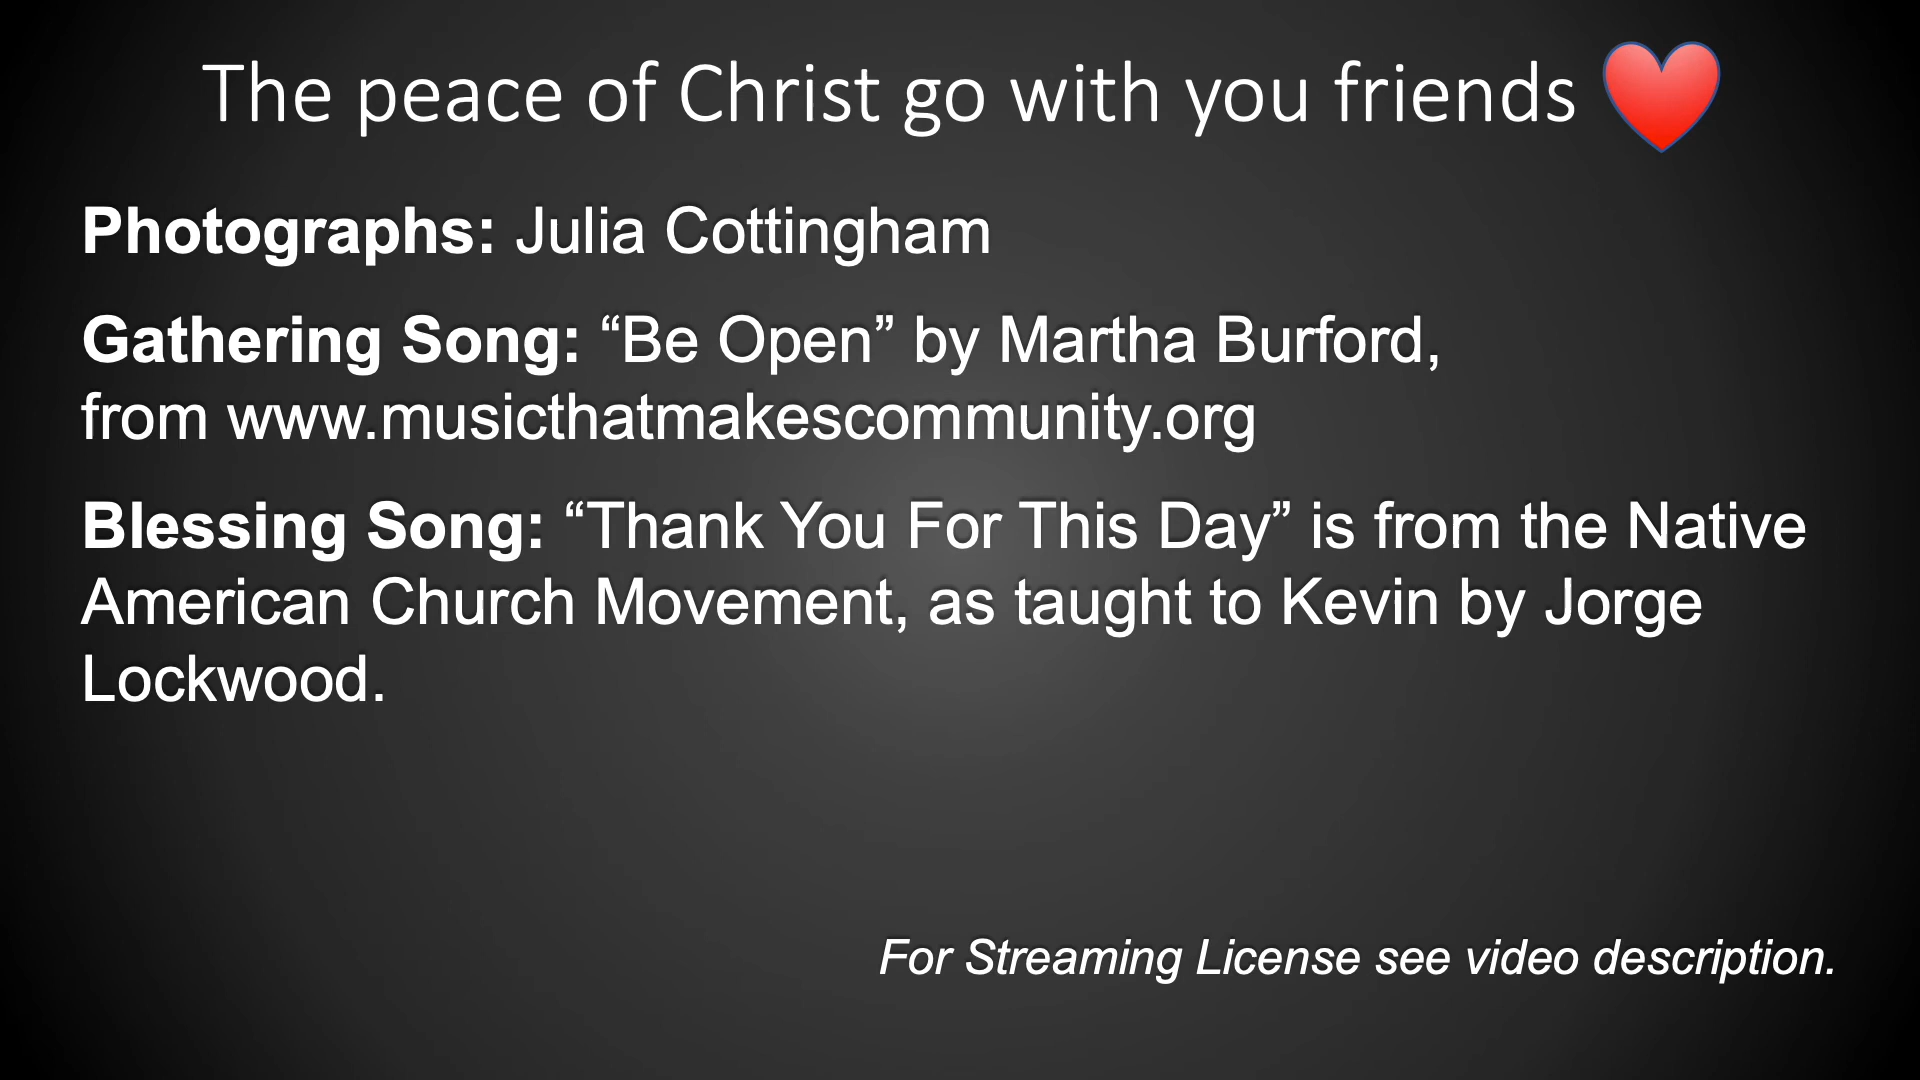 The peace of Christ go with you friends
Photographs: Julia Cottingham
Gathering Song: “Be Open” by Martha Burford,
from www.musicthatmakescommunity.org
Blessing Song: “Thank You For This Day” is from the Native
American Church Movement, as taught to Kevin by Jorge
Lockwood.
For Streaming License see video description.